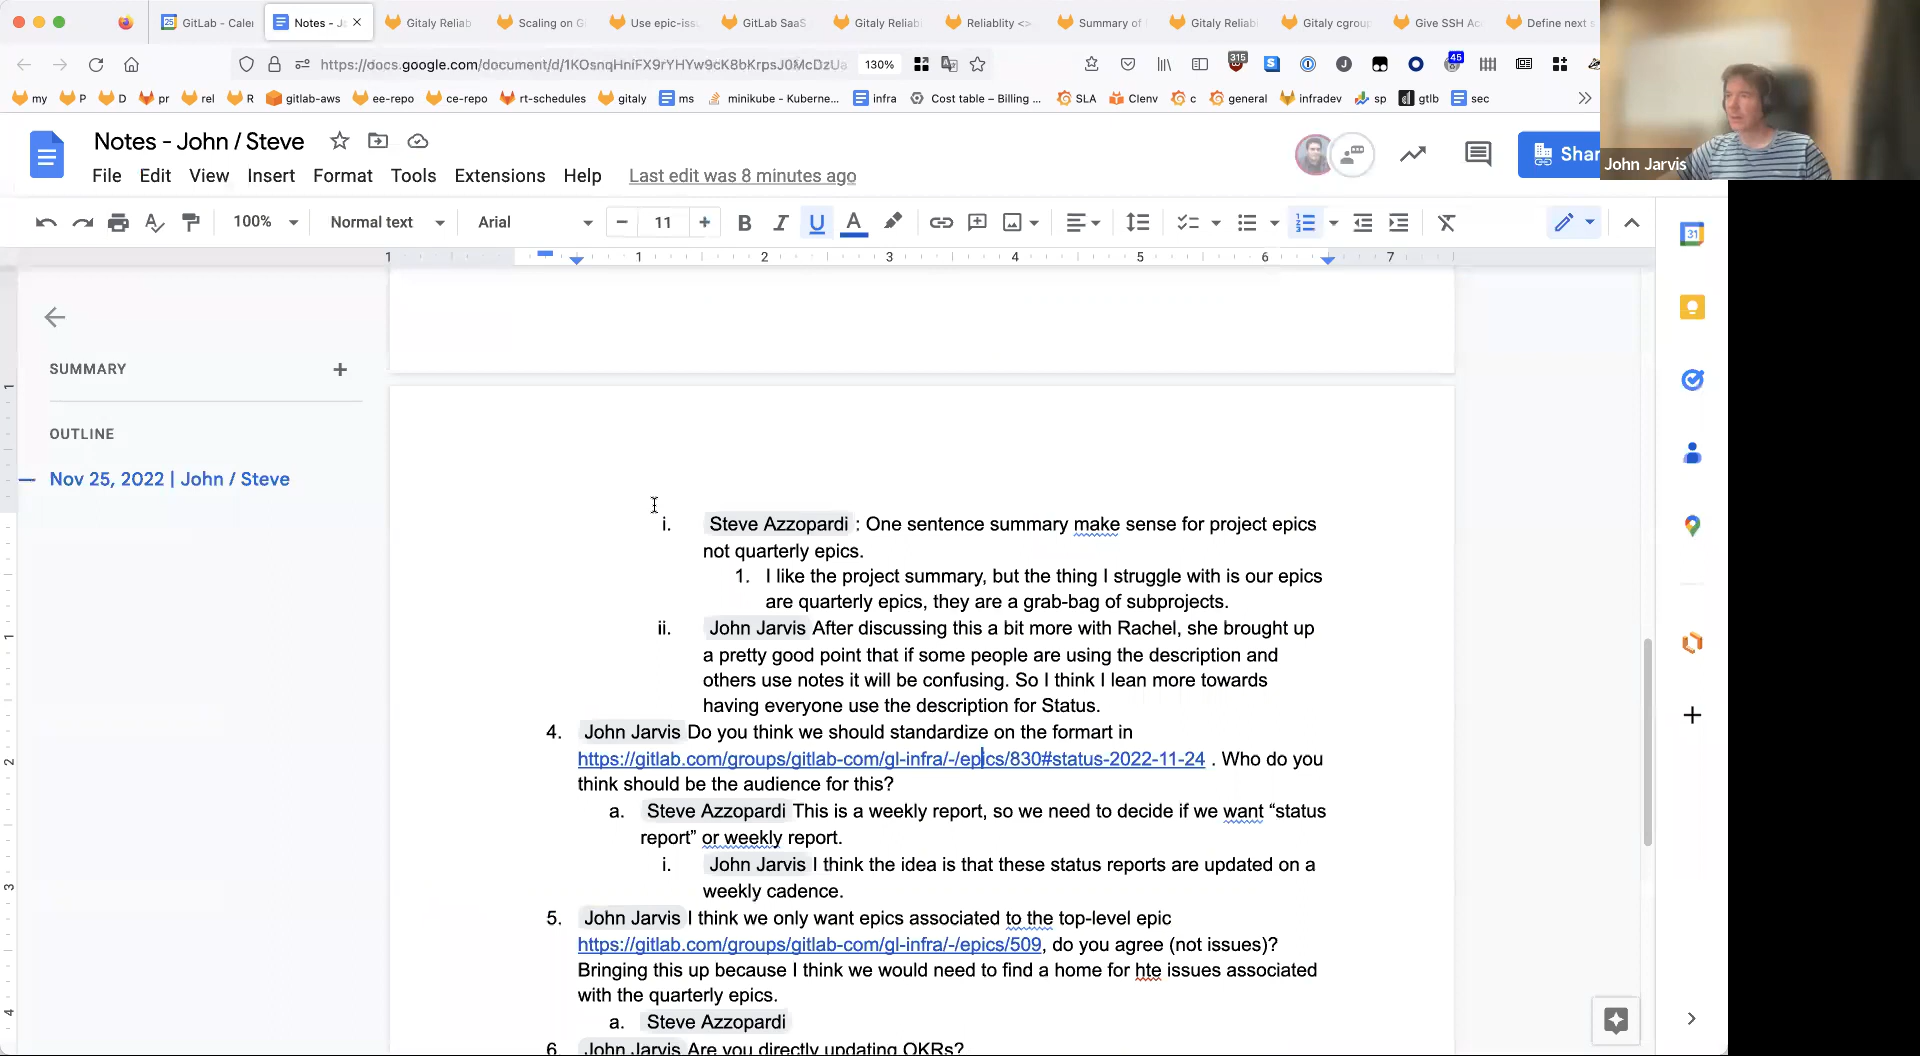 GitLab - Caler
Notes - Jo
Gitaly Reliab
Scaling on G
Use epic-iss
GitLab SaaS
Gitaly Reliab
Reliablity <>
Summary of
Gitaly Reliab
Gitaly cgrou
Give SSH Ac
Define next s
https://docs.google.com/document/d/1KOsnqHniFX9rYHYw9cK8bKrpsJ0McDzUa
130%
315
45
my
P
D
pr
rel
R
gitlab-aws
ee-repo
ce-repo
rt-schedules
gitaly
ms
minikube - Kuberne...
infra
Cost table – Billing ...
SLA
Clenv
c
general
infradev
sp
gtlb
sec
Notes - John / Steve
Shar
John Jarvis
File Edit View Insert Format Tools Extensions Help Last edit was 8 minutes ago
100% Normal text Arial 11
1 1 2 3 4 5 6 7
SUMMARY
OUTLINE
Nov 25, 2022 | John / Steve
i. Steve Azzopardi : One sentence summary make sense for project epics
not quarterly epics.
1. I like the project summary, but the thing I struggle with is our epics
are quarterly epics, they are a grab-bag of subprojects.
ii. John Jarvis After discussing this a bit more with Rachel, she brought up
a pretty good point that if some people are using the description and
others use notes it will be confusing. So I think I lean more towards
having everyone use the description for Status.
4. John Jarvis Do you think we should standardize on the formart in
https://gitlab.com/groups/gitlab-com/gl-infra/-/epics/830#status-2022-11-24 . Who do you
think should be the audience for this?
a. Steve Azzopardi This is a weekly report, so we need to decide if we want “status
report” or weekly report.
i. John Jarvis I think the idea is that these status reports are updated on a
weekly cadence.
5. John Jarvis I think we only want epics associated to the top-level epic
https://gitlab.com/groups/gitlab-com/gl-infra/-/epics/509, do you agree (not issues)?
Bringing this up because I think we would need to find a home for hte issues associated
with the quarterly epics.
a. Steve Azzopardi
6. John Jarvis Are you directly updating OKRs?